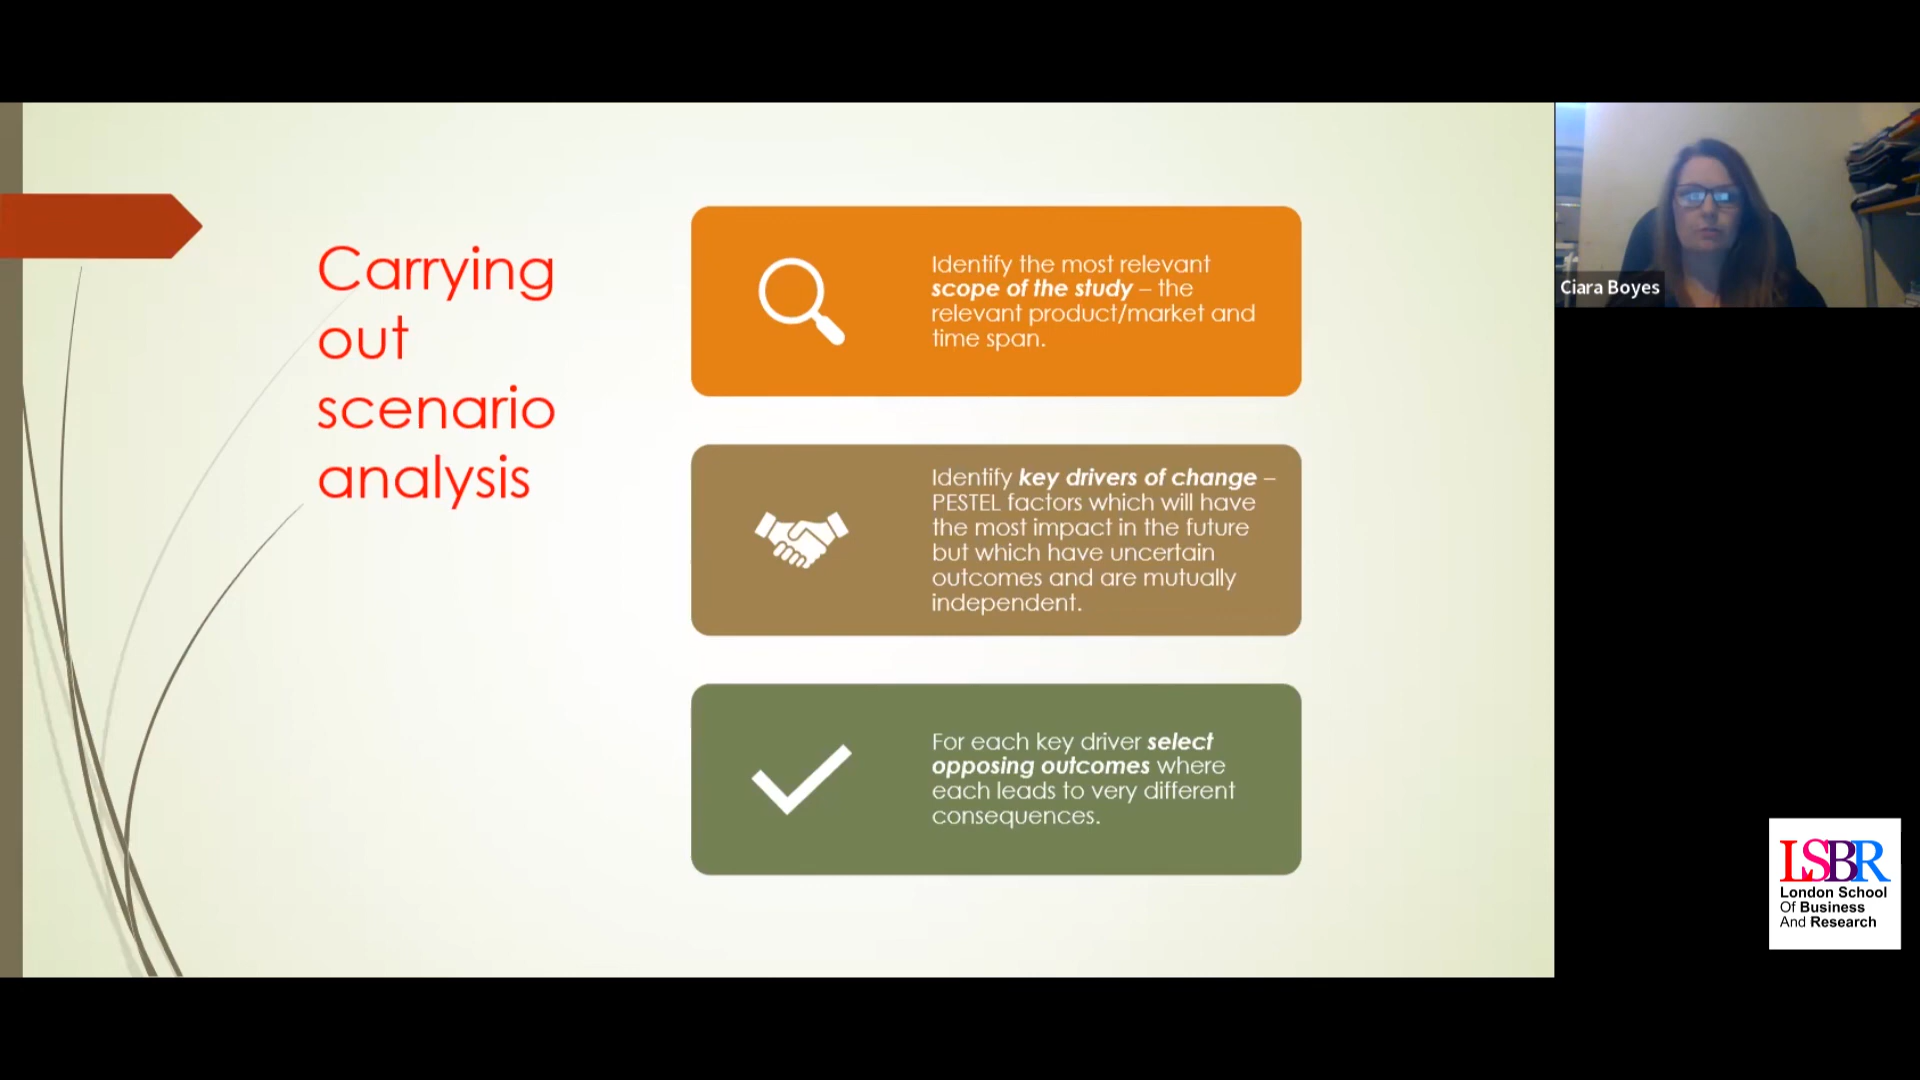 Carrying
out
scenario
analysis
Identify the most relevant
scope of the study – the
relevant product/market and
time span.
Identify key drivers of change –
PESTEL factors which will have
the most impact in the future
but which have uncertain
outcomes and are mutually
independent.
For each key driver select
opposing outcomes where
each leads to very different
consequences.
Ciara Boyes
LSBR
London School
Of Business
And Research